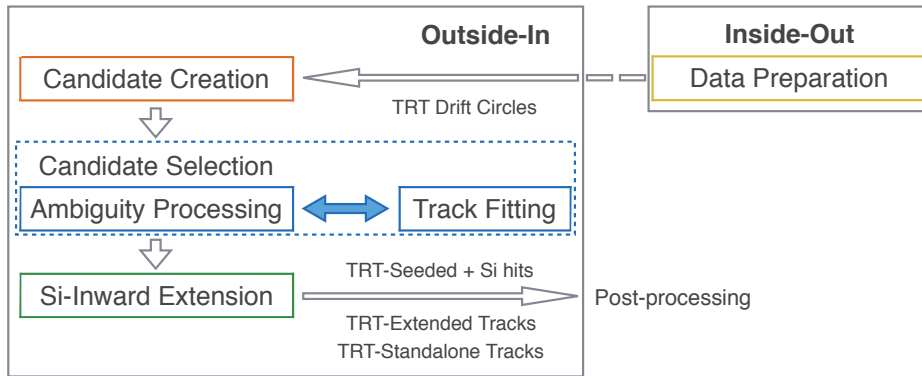 Outside-In
Inside-Out
Candidate Creation
Data Preparation
TRT Drift Circles
Candidate Selection
Ambiguity Processing
Track Fitting
TRT-Seeded + Si hits
Si-Inward Extension
Post-processing
TRT-Extended Tracks
TRT-Standalone Tracks